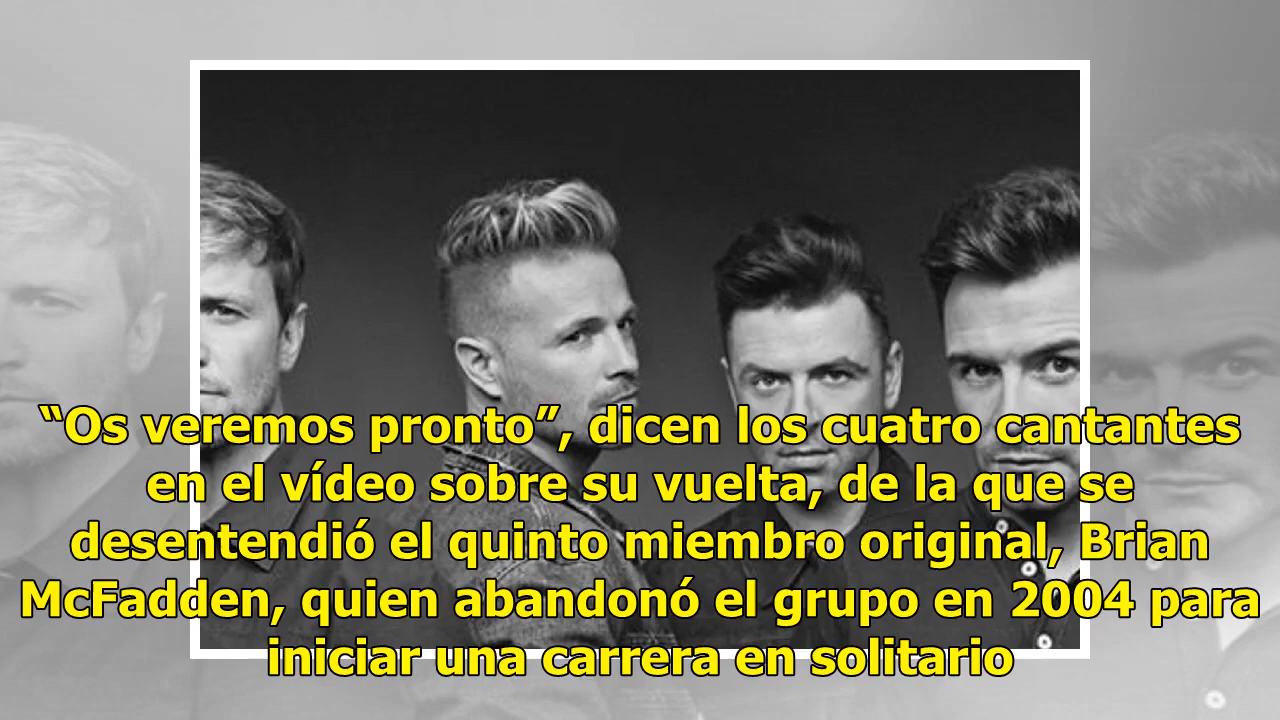 “Os veremos pronto”, dicen los cuatro cantantes
en el vídeo sobre su vuelta, de la que se
desentendió el quinto miembro original, Brian
McFadden, quien abandonó el grupo en 2004 para
iniciar una carrera en solitario